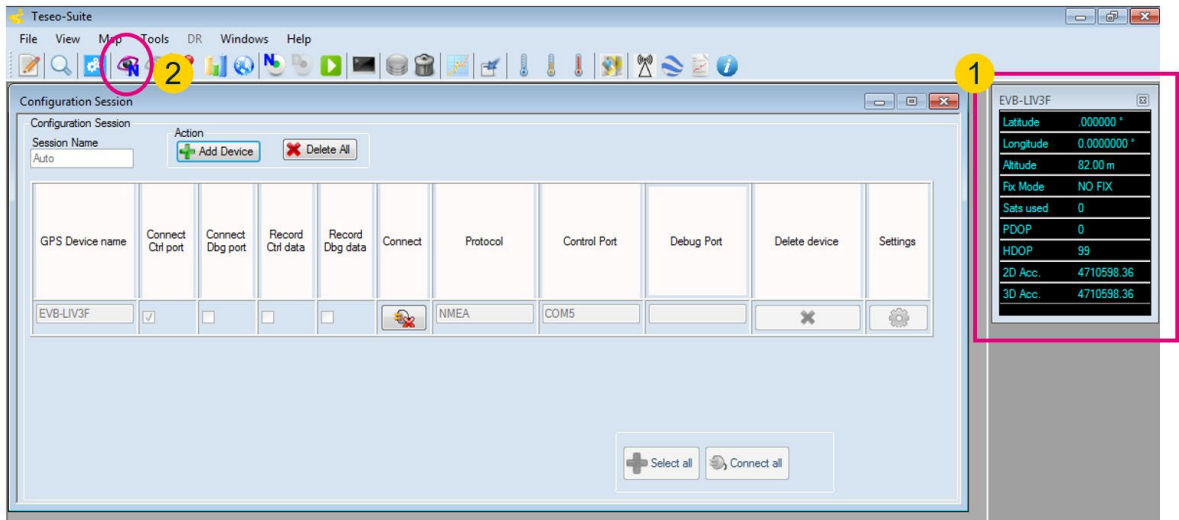 Teseo-Suite
File View Map Tools DR Windows Help
2
1
Configuration Session
Configuration Session
Session Name
Auto
Action
Add Device
Delete All
GPS Device name
Connect
Ctrl port
Connect
Dbg port
Record
Ctrl data
Record
Dbg data
Connect
Protocol
Control Port
Debug Port
Delete device
Settings
EVB-LIV3F
NMEA
COM5
Select all
Connect all
EVB-LIV3F
Latitude .000000 °
Longitude 0.0000000 °
Altitude 82.00 m
Fix Mode NO FIX
Sats used 0
PDOP 0
HDOP 99
2D Acc. 4710598.36
3D Acc. 4710598.36